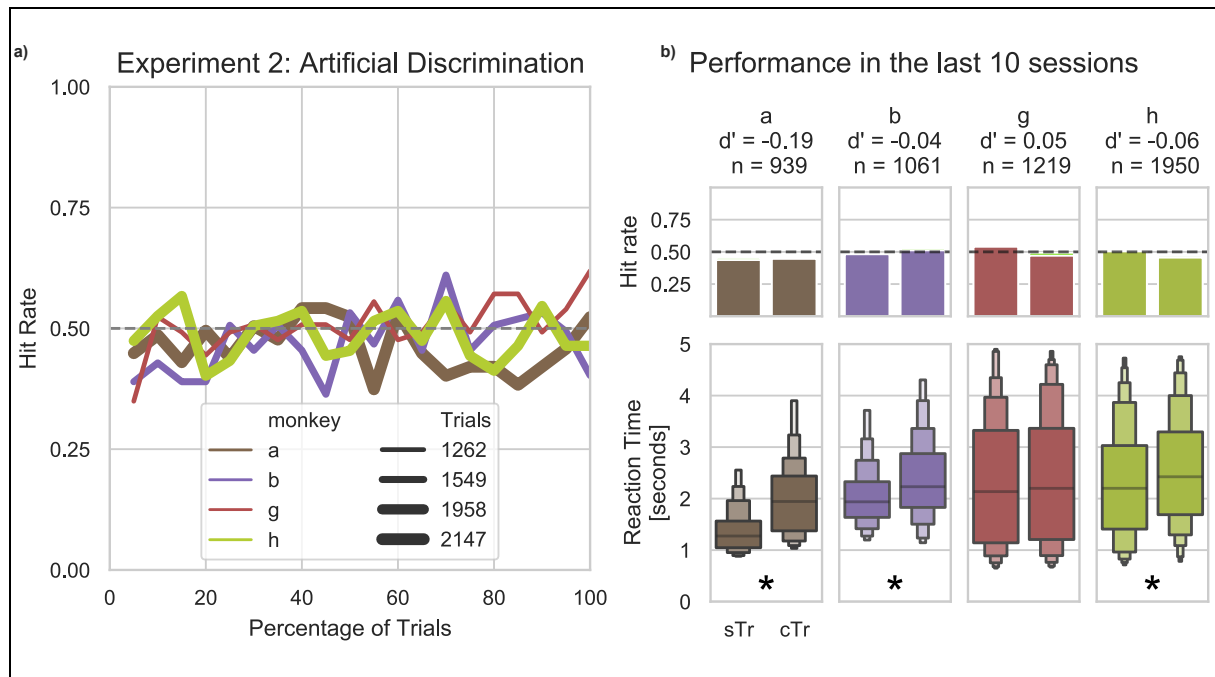 a)
Experiment 2: Artificial Discrimination
1.00
0.75
0.50
0.25
0.00
Hit Rate
0
20
40
60
80
100
Percentage of Trials
monkey Trials
a 1262
b 1549
g 1958
h 2147
b)
Performance in the last 10 sessions
a b g h
d' = -0.19 d' = -0.04 d' = 0.05 d' = -0.06
n = 939 n = 1061 n = 1219 n = 1950
Hit rate
0.75
0.50
0.25
Reaction Time
[seconds]
5
4
3
2
1
0
* * *
sTr cTr